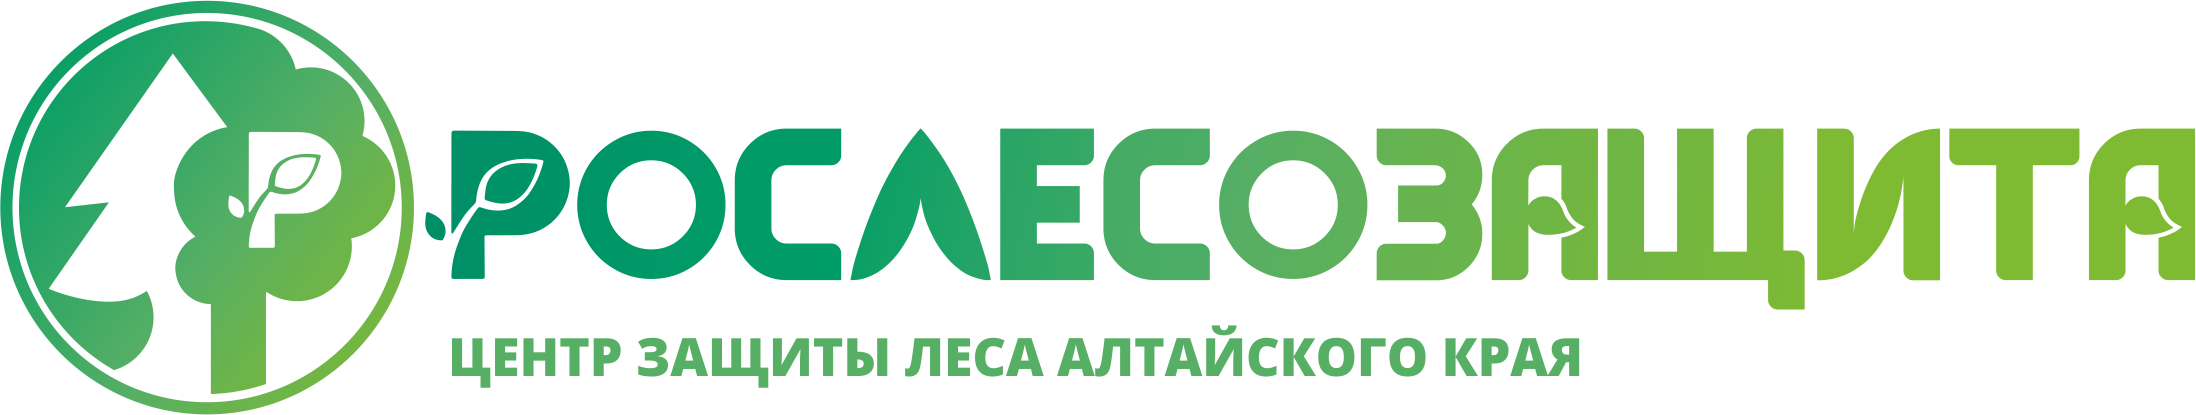 РОСЛЕСОЗАЩИТА
ЦЕНТР ЗАЩИТЫ ЛЕСА АЛТАЙСКОГО КРАЯ